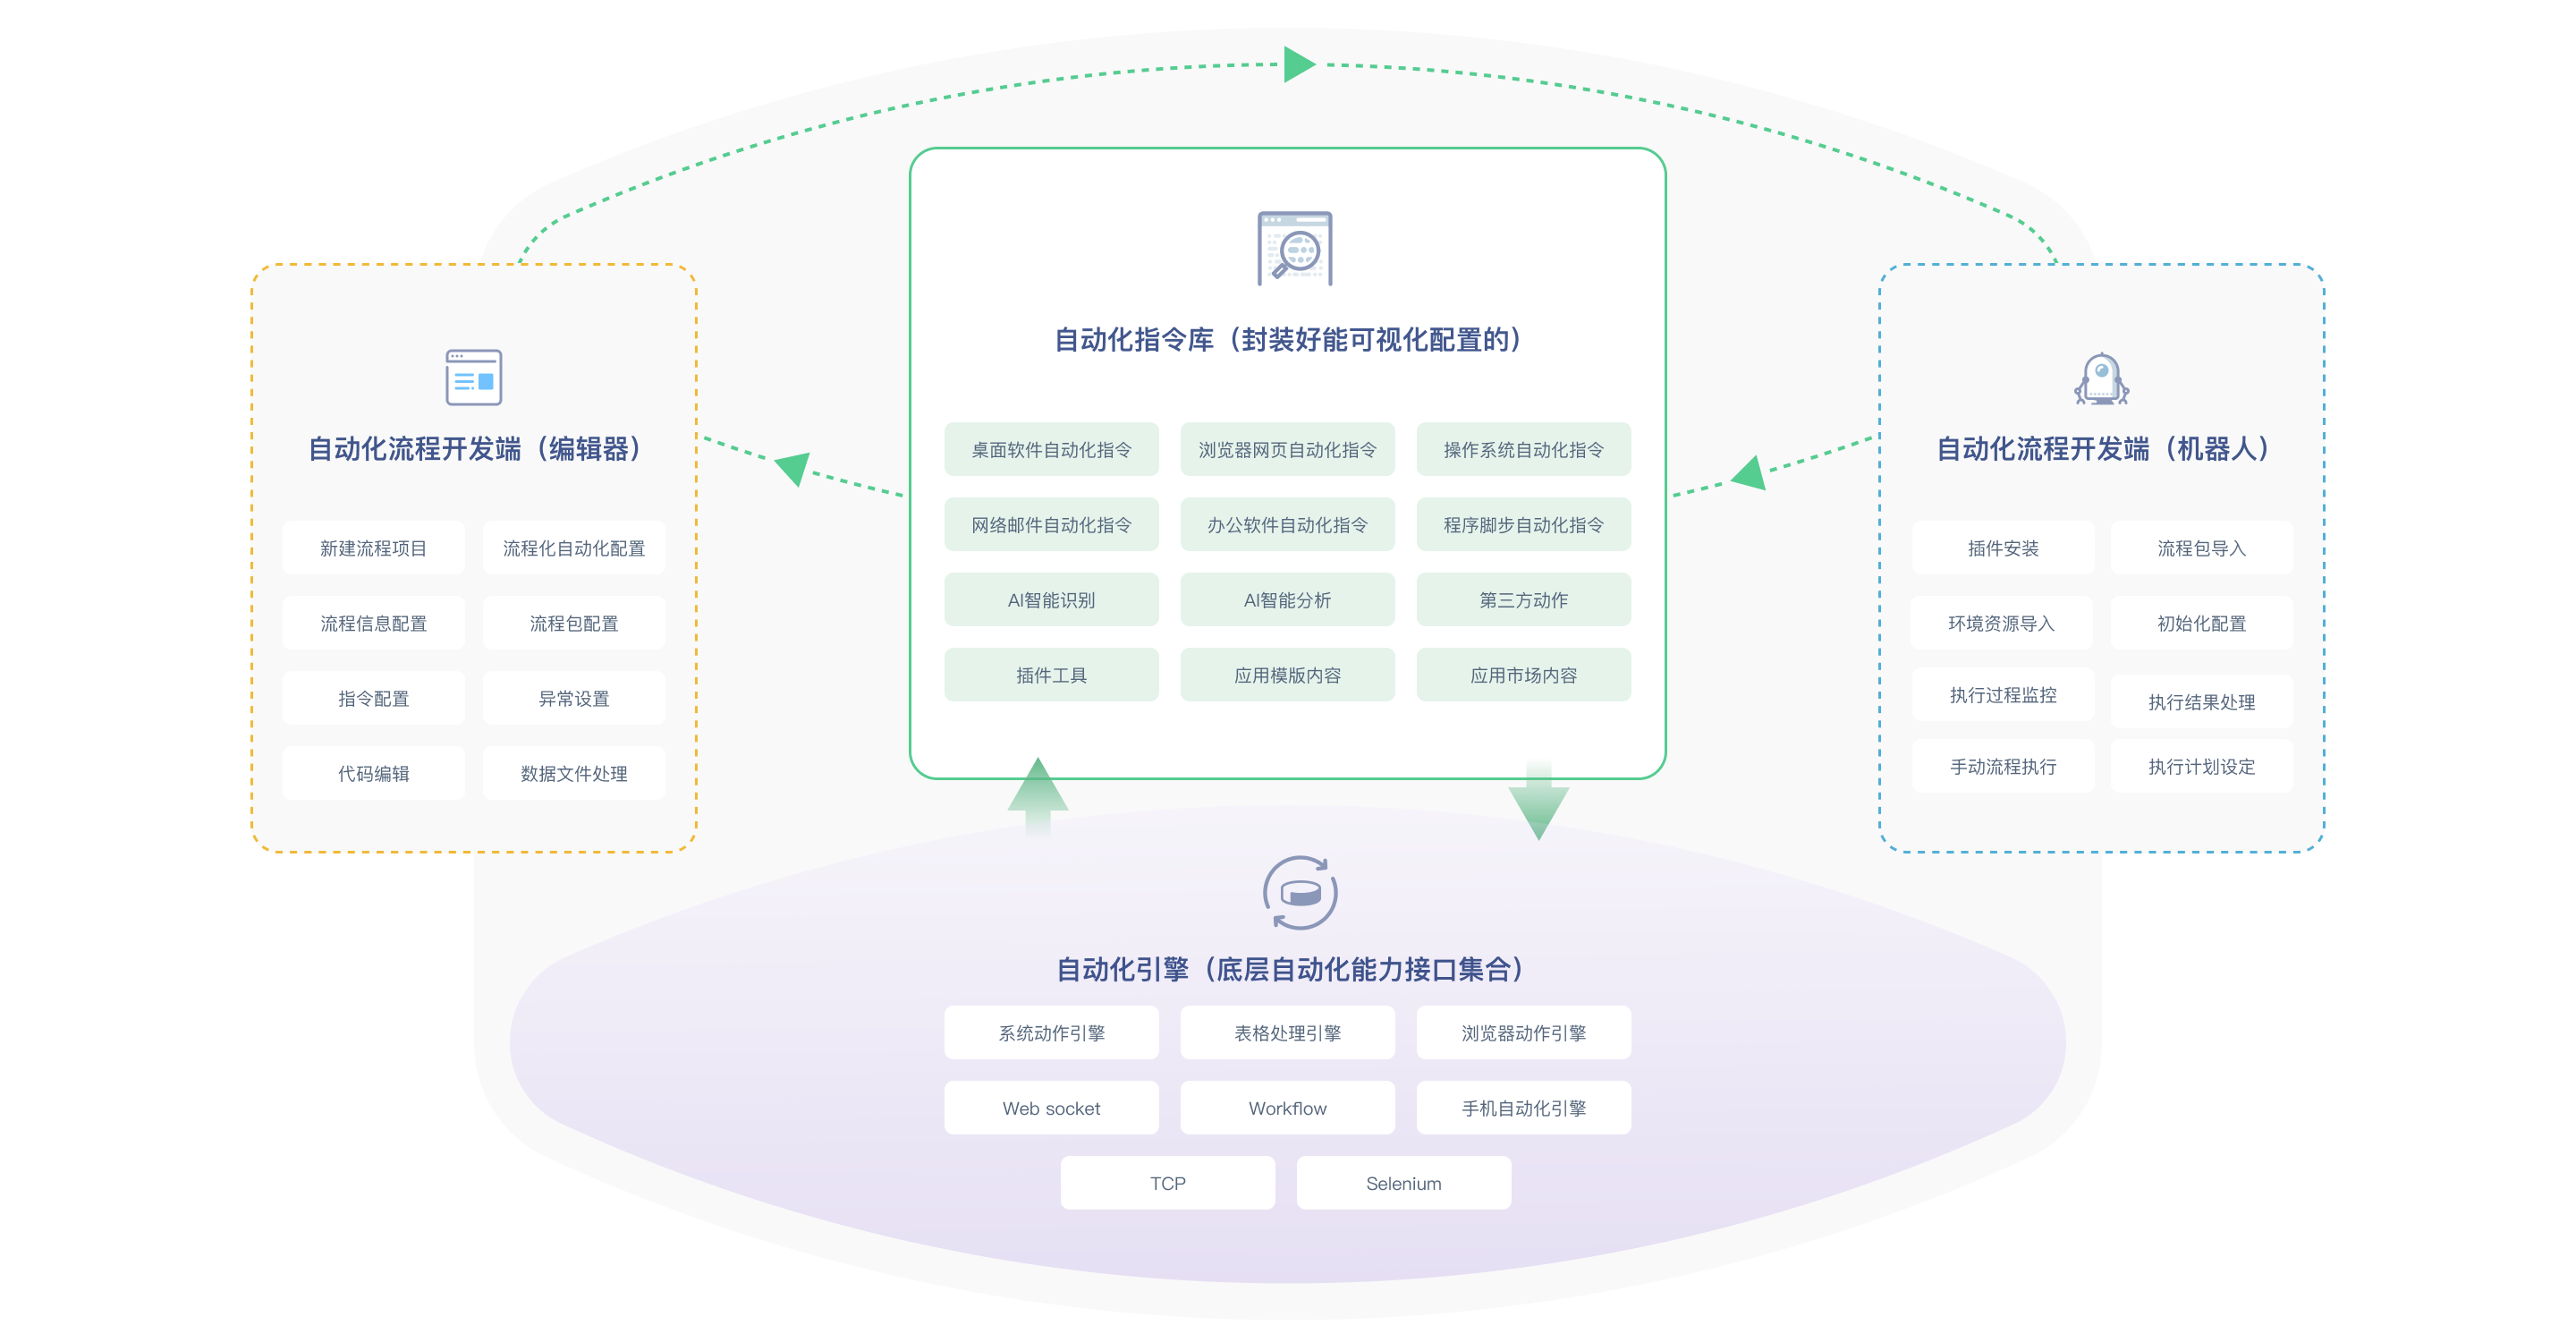 自动化指令库（封装好能可视化配置的）
桌面软件自动化指令
浏览器网页自动化指令
操作系统自动化指令
网络邮件自动化指令
办公软件自动化指令
程序脚步自动化指令
AI智能识别
AI智能分析
第三方动作
插件工具
应用模版内容
应用市场内容
自动化流程开发端（编辑器）
新建流程项目
流程化自动化配置
流程信息配置
流程包配置
指令配置
异常设置
代码编辑
数据文件处理
自动化流程开发端（机器人）
插件安装
流程包导入
环境资源导入
初始化配置
执行过程监控
执行结果处理
手动流程执行
执行计划设定
自动化引擎（底层自动化能力接口集合）
系统动作引擎
表格处理引擎
浏览器动作引擎
Web socket
Workflow
手机自动化引擎
TCP
Selenium